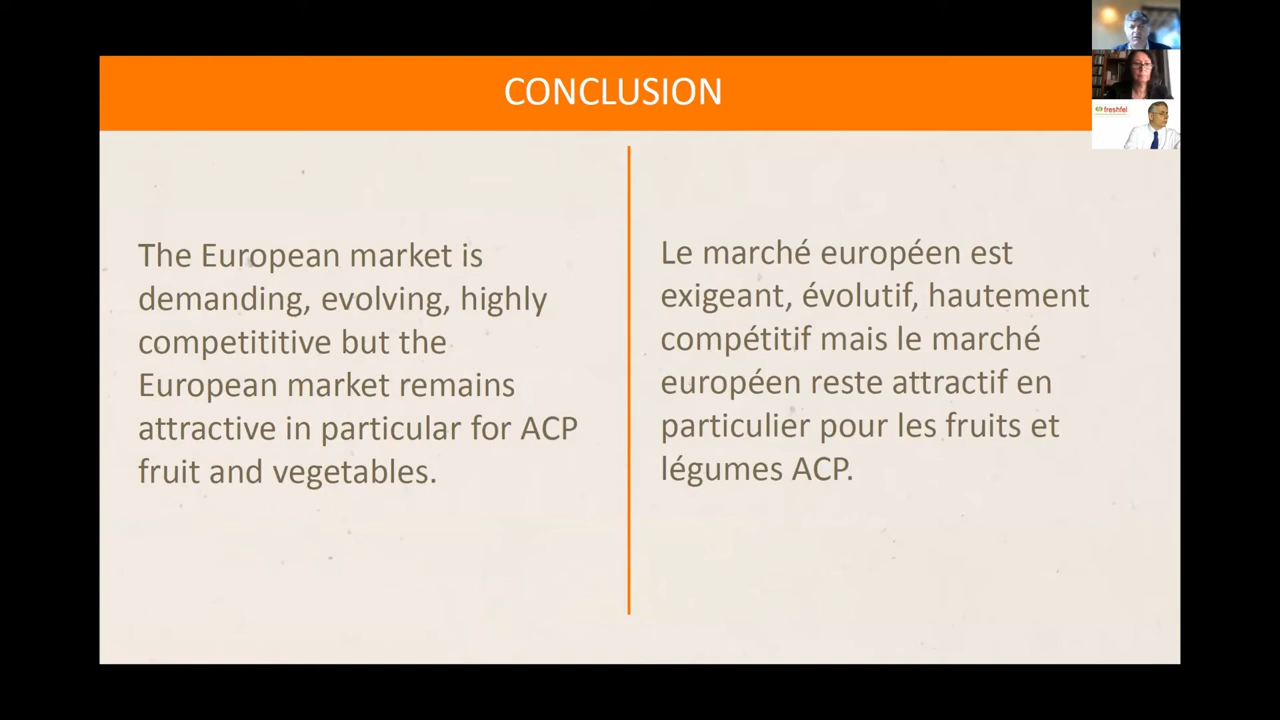 CONCLUSION
The European market is
demanding, evolving, highly
competititive but the
European market remains
attractive in particular for ACP
fruit and vegetables.
Le marché européen est
exigeant, évolutif, hautement
compétitif mais le marché
européen reste attractif en
particulier pour les fruits et
légumes ACP.
freshfel